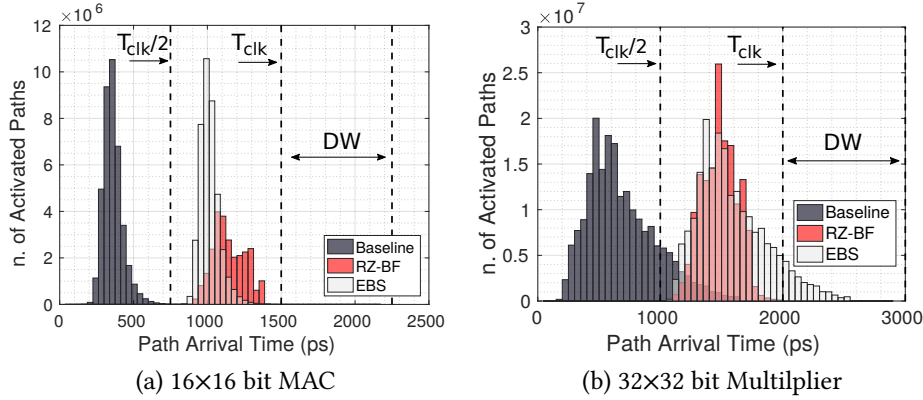 ×10^6
12
10
8
6
4
2
0
n. of Activated Paths
T_clk/2
T_clk
DW
Baseline
RZ-BF
EBS
0 500 1000 1500 2000 2500
Path Arrival Time (ps)
(a) 16×16 bit MAC
×10^7
3
2.5
2
1.5
1
0.5
0
n. of Activated Paths
T_clk/2
T_clk
DW
Baseline
RZ-BF
EBS
0 1000 2000 3000
Path Arrival Time (ps)
(b) 32×32 bit Multilplier